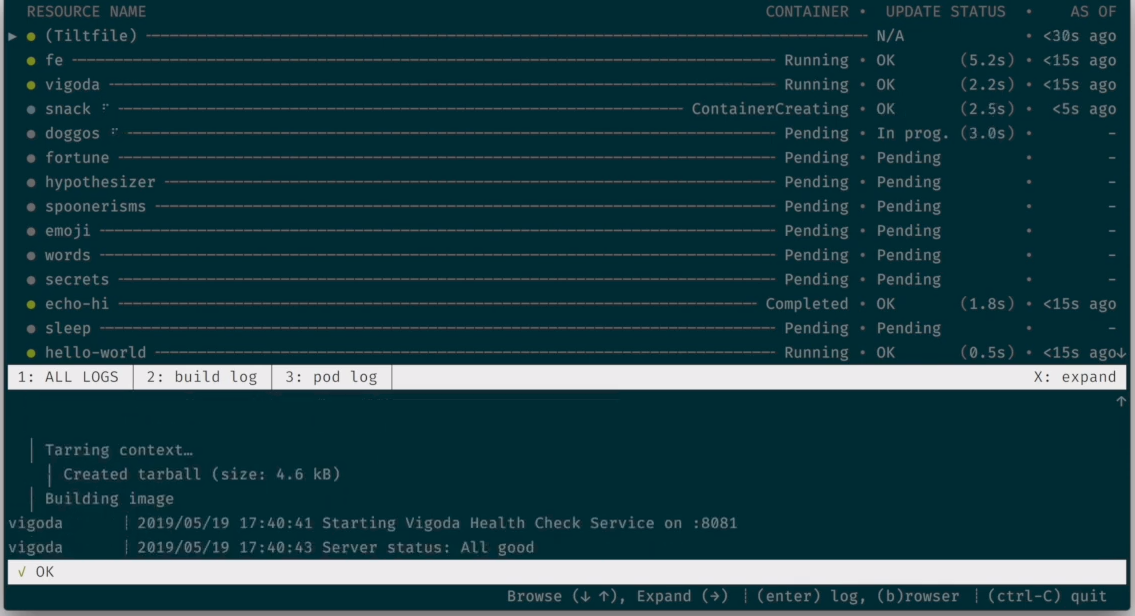 RESOURCE NAME CONTAINER • UPDATE STATUS • AS OF
▶ ● (Tiltfile) N/A • <30s ago
● fe Running • OK (5.2s) • <15s ago
● vigoda Running • OK (2.2s) • <15s ago
● snack ContainerCreating • OK (2.5s) • <5s ago
● doggos Pending • In prog. (3.0s) • -
● fortune Pending • Pending • -
● hypothesizer Pending • Pending • -
● spoonerisms Pending • Pending • -
● emoji Pending • Pending • -
● words Pending • Pending • -
● secrets Pending • Pending • -
● echo-hi Completed • OK (1.8s) • <15s ago
● sleep Pending • Pending • -
● hello-world Running • OK (0.5s) • <15s ago↓
1: ALL LOGS │ 2: build log │ 3: pod log │ X: expand
↑
│ Tarring context…
│ Created tarball (size: 4.6 kB)
│ Building image
vigoda ┊ 2019/05/19 17:40:41 Starting Vigoda Health Check Service on :8081
vigoda ┊ 2019/05/19 17:40:43 Server status: All good
√ OK
Browse (↓ ↑), Expand (→) ┊ (enter) log, (b)rowser ┊ (ctrl-C) quit